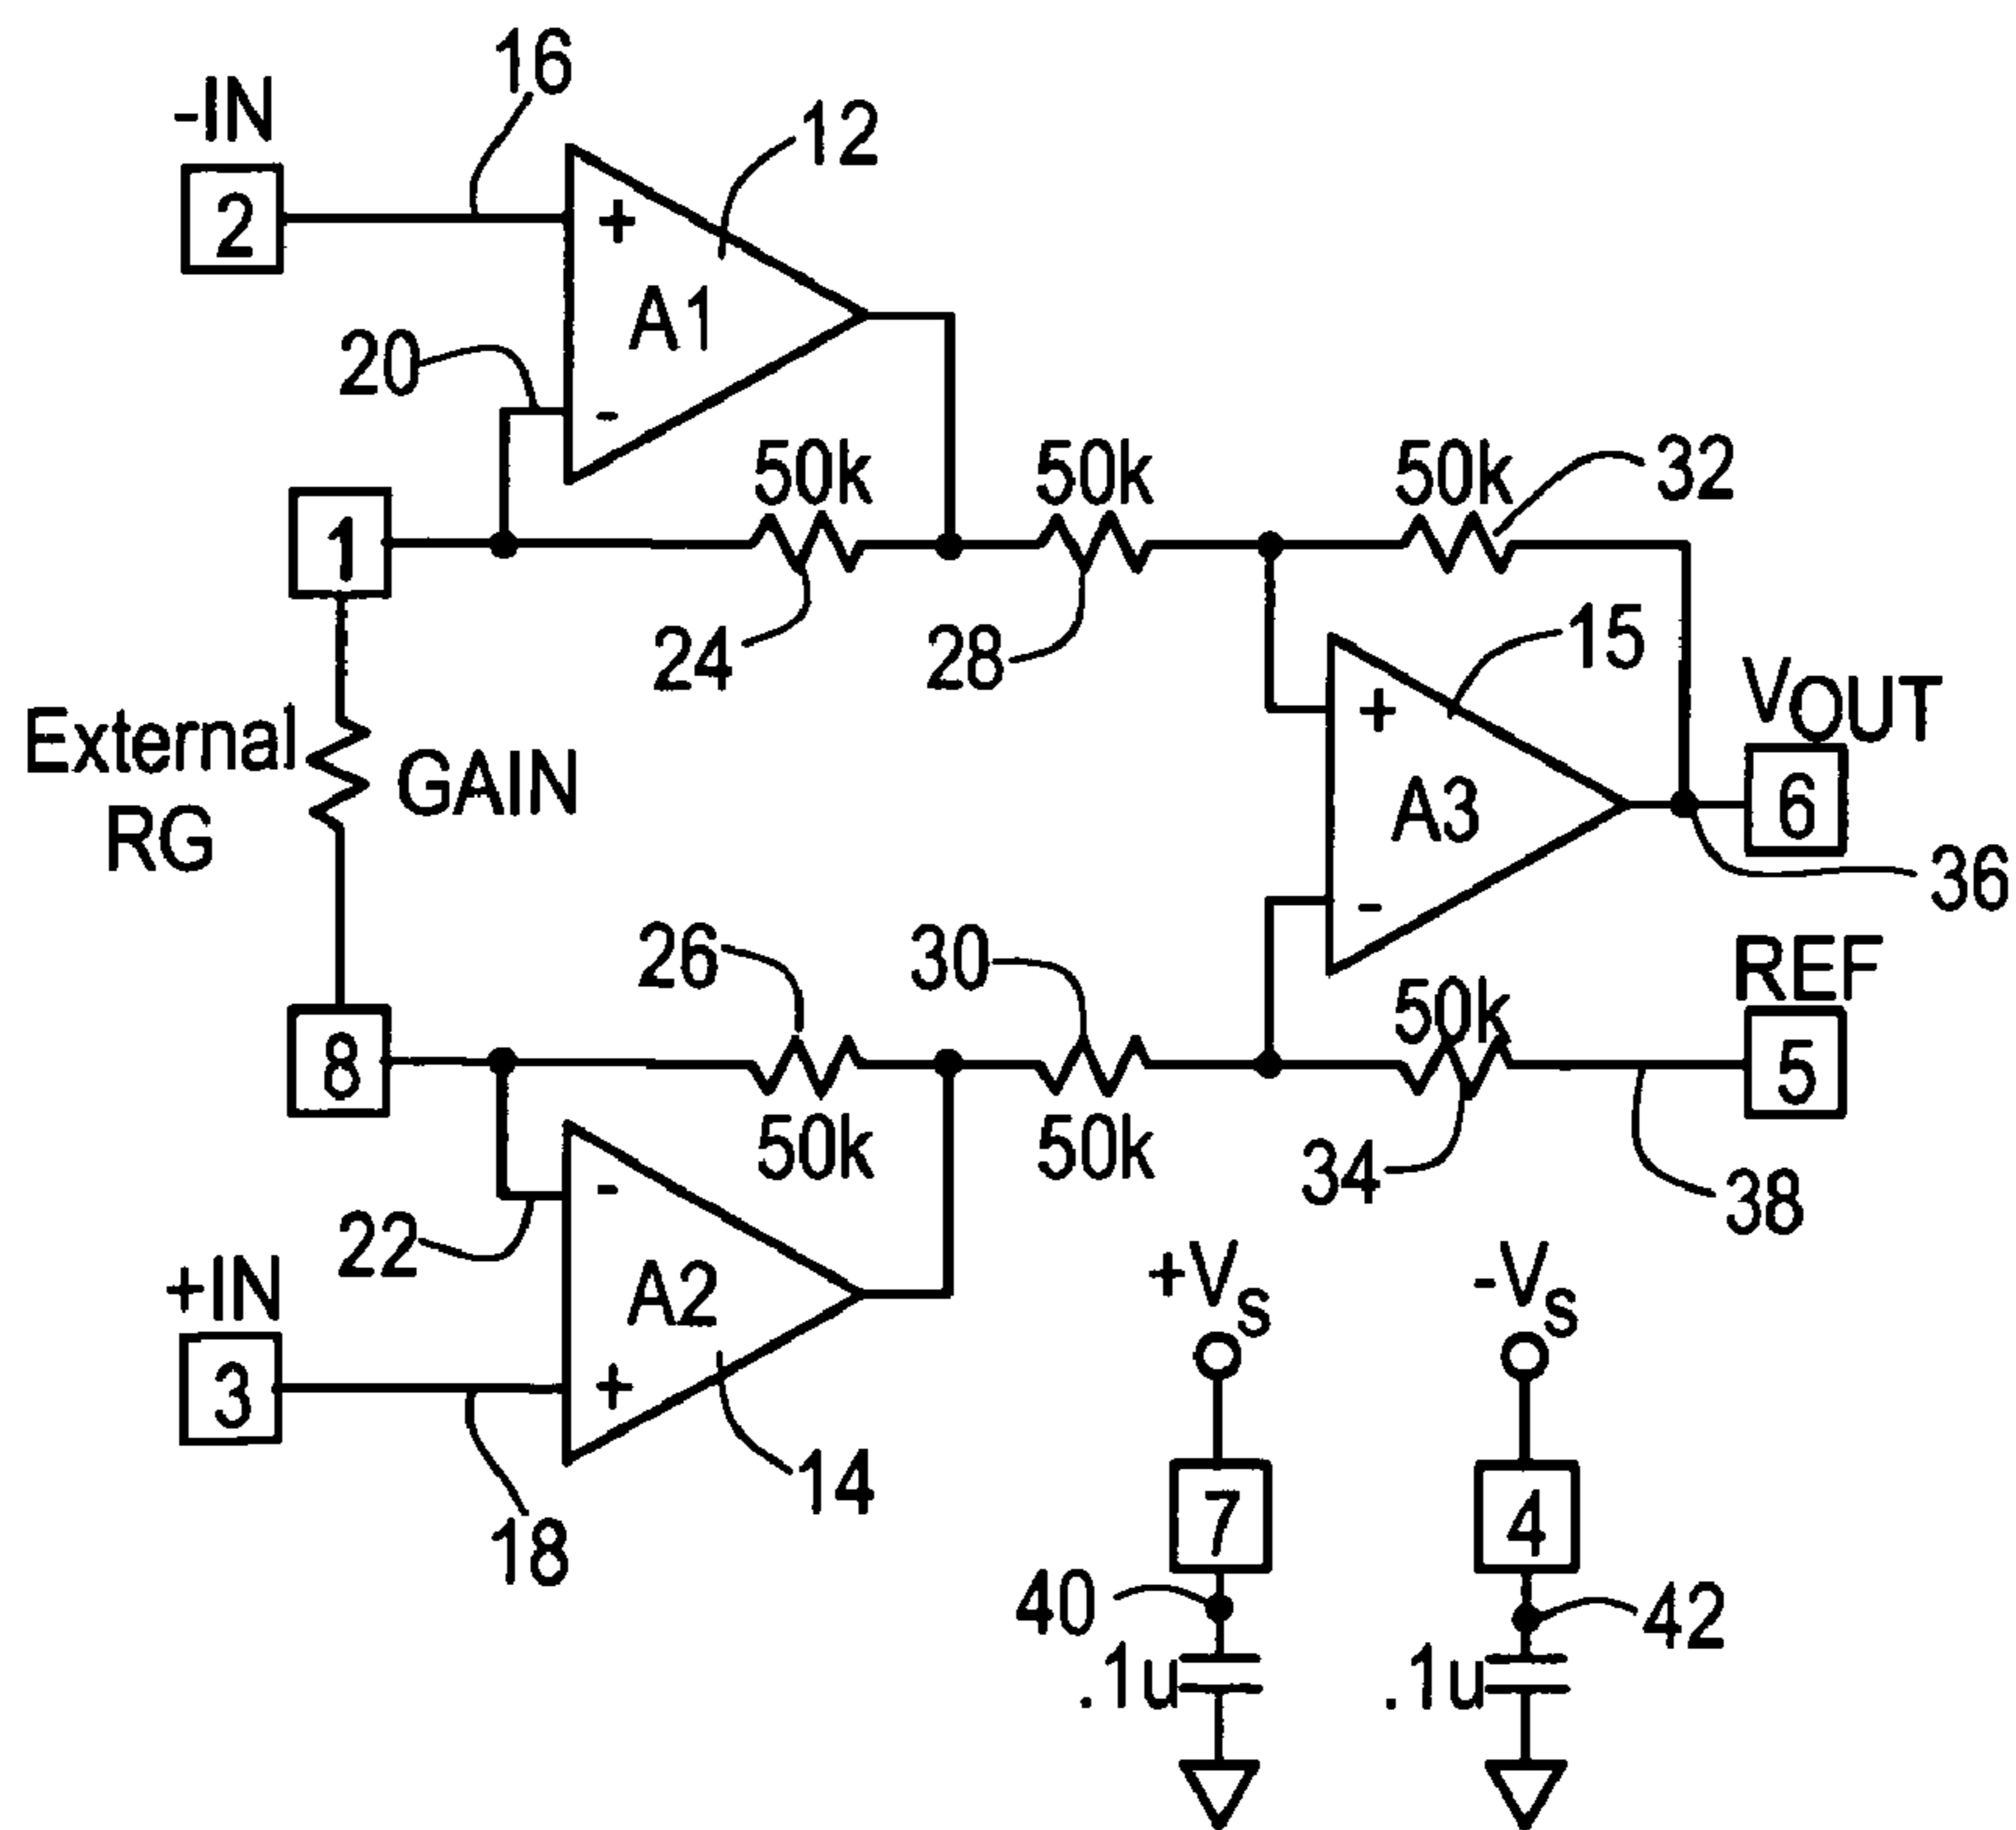 16
-IN
12
2
+
A1
20
-
50k
50k
50k
32
1
24
28
15
External
RG
GAIN
+
A3
VOUT
6
-
36
26
30
REF
50k
8
5
50k
50k
34
38
-
22
+IN
A2
+Vs
-Vs
3
+
14
18
7
4
40
42
.1u
.1u